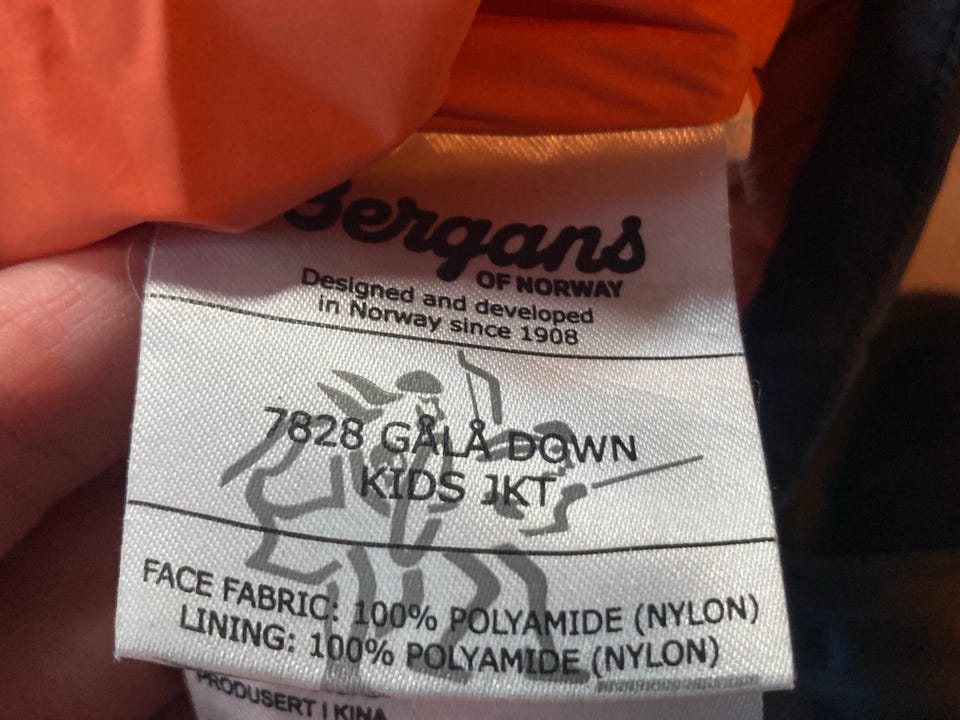 Bergans
OF NORWAY
Designed and developed
in Norway since 1908
7828 GÅLÅ DOWN
KIDS JKT
FACE FABRIC: 100% POLYAMIDE (NYLON)
LINING: 100% POLYAMIDE (NYLON)
PRODUSERT I KINA